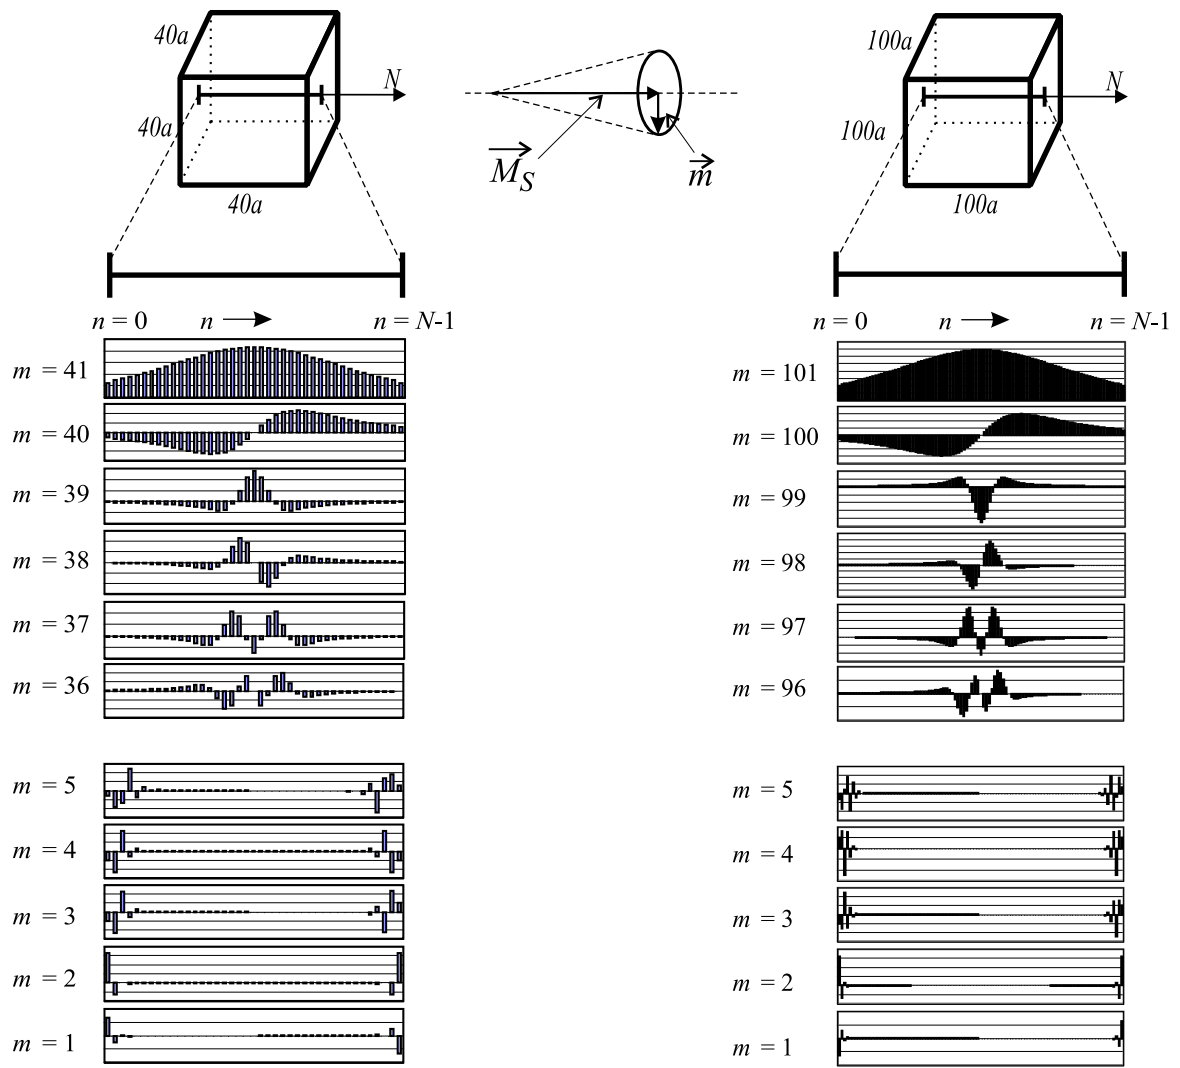 40a
40a
40a
N
M_S
m
100a
100a
100a
N
n = 0 n n = N-1
m = 41
m = 40
m = 39
m = 38
m = 37
m = 36
m = 5
m = 4
m = 3
m = 2
m = 1
n = 0 n n = N-1
m = 101
m = 100
m = 99
m = 98
m = 97
m = 96
m = 5
m = 4
m = 3
m = 2
m = 1